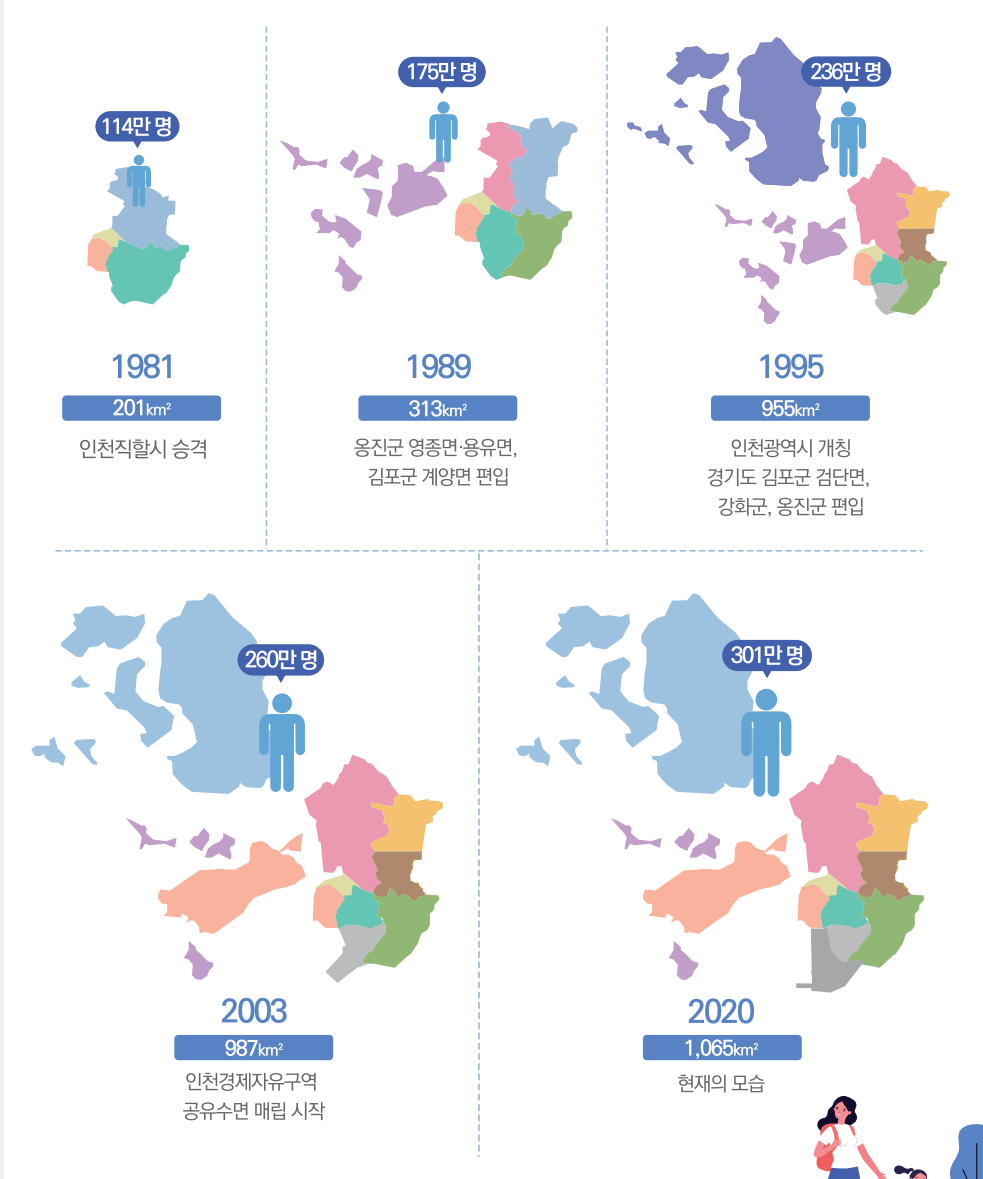 114만 명
1981
201km²
인천직할시 승격
175만 명
1989
313km²
옹진군 영종면·용유면,
김포군 계양면 편입
236만 명
1995
955km²
인천광역시 개칭
경기도 김포군 검단면,
강화군, 옹진군 편입
260만 명
2003
987km²
인천경제자유구역
공유수면 매립 시작
301만 명
2020
1,065km²
현재의 모습